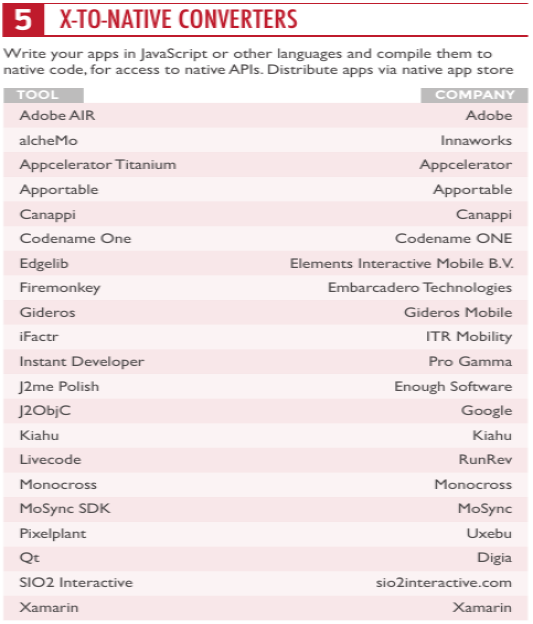 5 X-TO-NATIVE CONVERTERS
Write your apps in JavaScript or other languages and compile them to
native code, for access to native APIs. Distribute apps via native app store
TOOL COMPANY
Adobe AIR Adobe
alcheMo Innaworks
Appcelerator Titanium Appcelerator
Apportable Apportable
Canappi Canappi
Codename One Codename ONE
Edgelib Elements Interactive Mobile B.V.
Firemonkey Embarcadero Technologies
Gideros Gideros Mobile
iFactr ITR Mobility
Instant Developer Pro Gamma
J2me Polish Enough Software
J2ObjC Google
Kiahu Kiahu
Livecode RunRev
Monocross Monocross
MoSync SDK MoSync
Pixelplant Uxebu
Qt Digia
SIO2 Interactive sio2interactive.com
Xamarin Xamarin